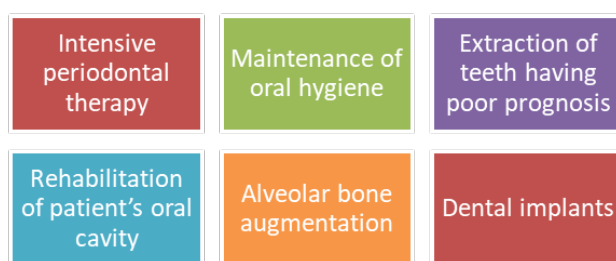 Intensive
periodontal
therapy
Maintenance of
oral hygiene
Extraction of
teeth having
poor prognosis
Rehabilitation
of patient's oral
cavity
Alveolar bone
augmentation
Dental implants